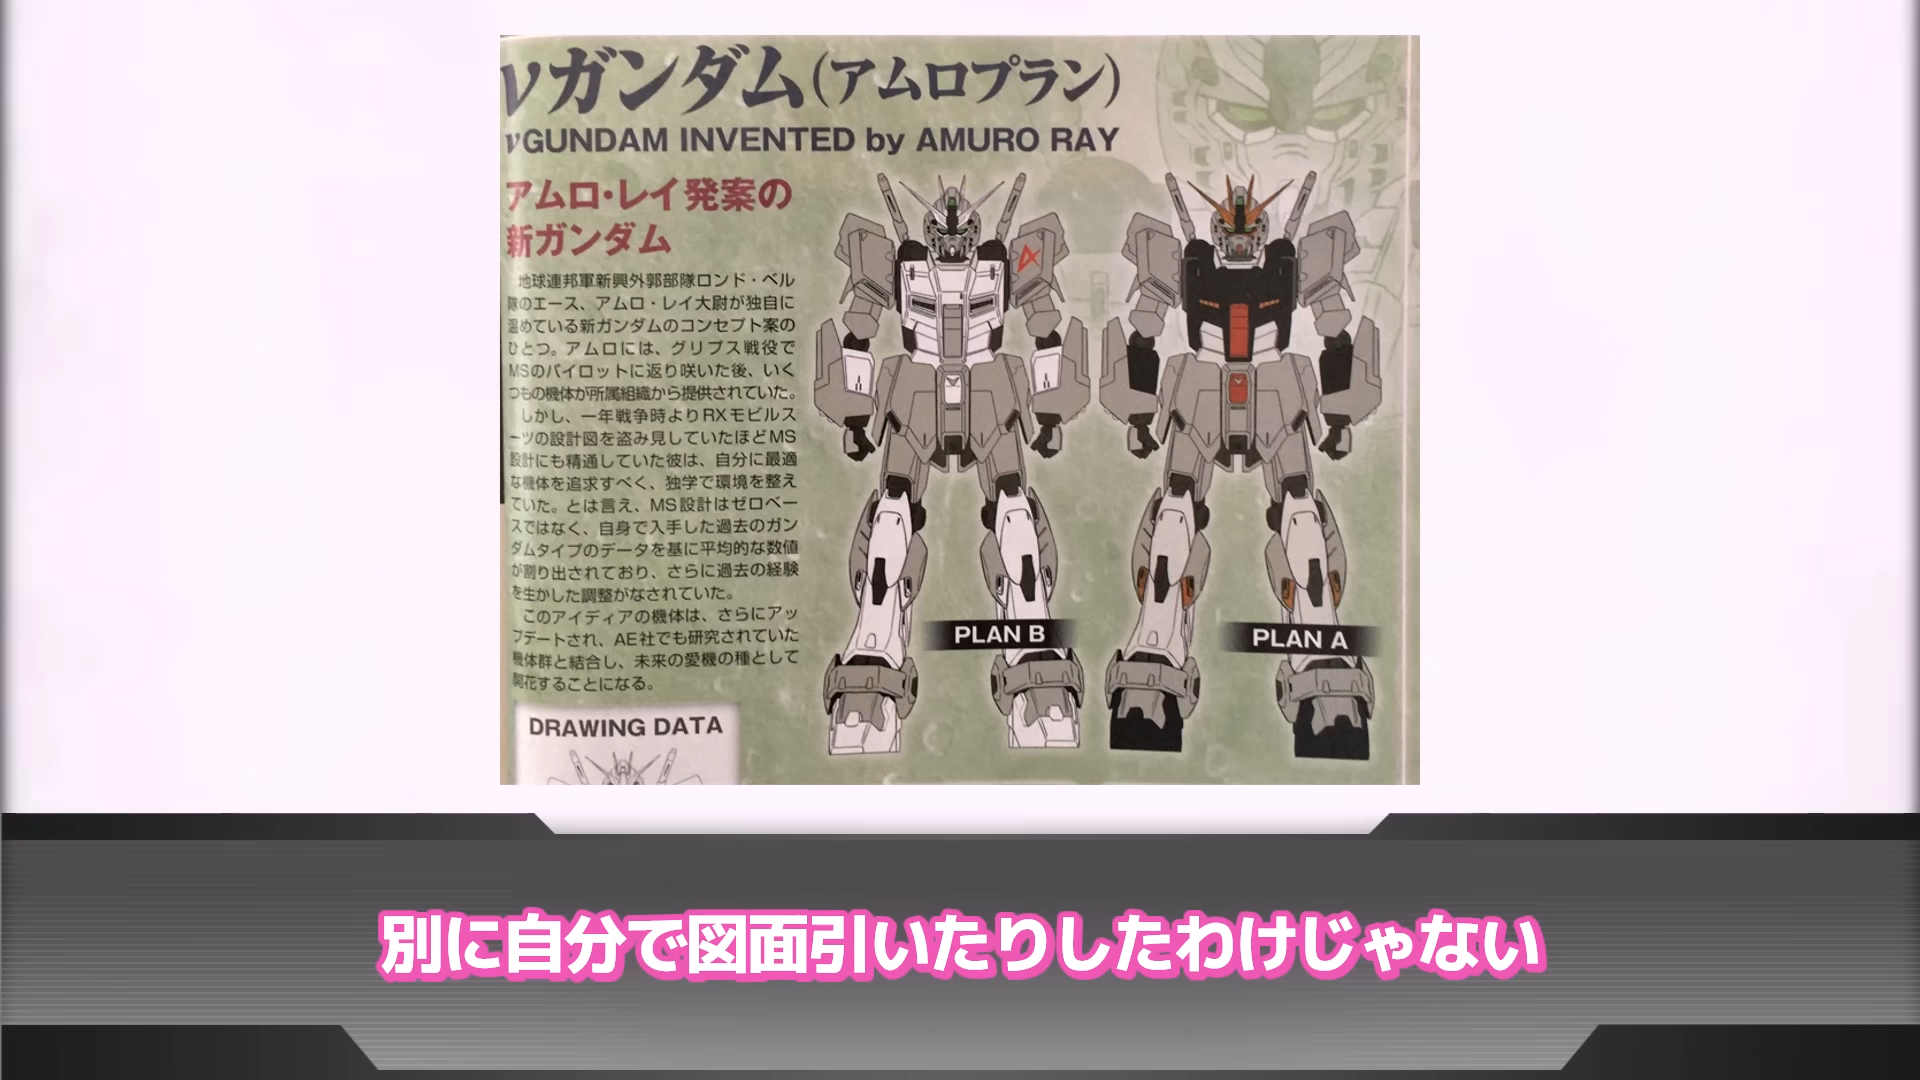 νガンダム(アムロプラン)
νGUNDAM INVENTED by AMURO RAY
アムロ・レイ発案の
新ガンダム
地球連邦軍新興外郭部隊ロンド・ベル
隊のエース、アムロ・レイ大尉が独自に
温めている新ガンダムのコンセプト案の
ひとつ。アムロには、グリプス戦役で
MSのパイロットに返り咲いた後、いく
つもの機体が所属組織から提供されていた。
しかし、一年戦争時よりRXモビルス
ーツの設計図を盗み見していたほどMS
設計にも精通していた彼は、自分に最適
な機体を追求すべく、独学で環境を整え
ていた。とは言え、MS設計はゼロベー
スではなく、自身で入手した過去のガン
ダムタイプのデータを基に平均的な数値
が割り出されており、さらに過去の経験
を生かした調整がなされていた。
このアイディアの機体は、さらにアッ
プデートされ、AE社でも研究されていた
機体群と結合し、未来の愛機の種として
開花することになる。
PLAN B
PLAN A
DRAWING DATA
別に自分で図面引いたりしたわけじゃない